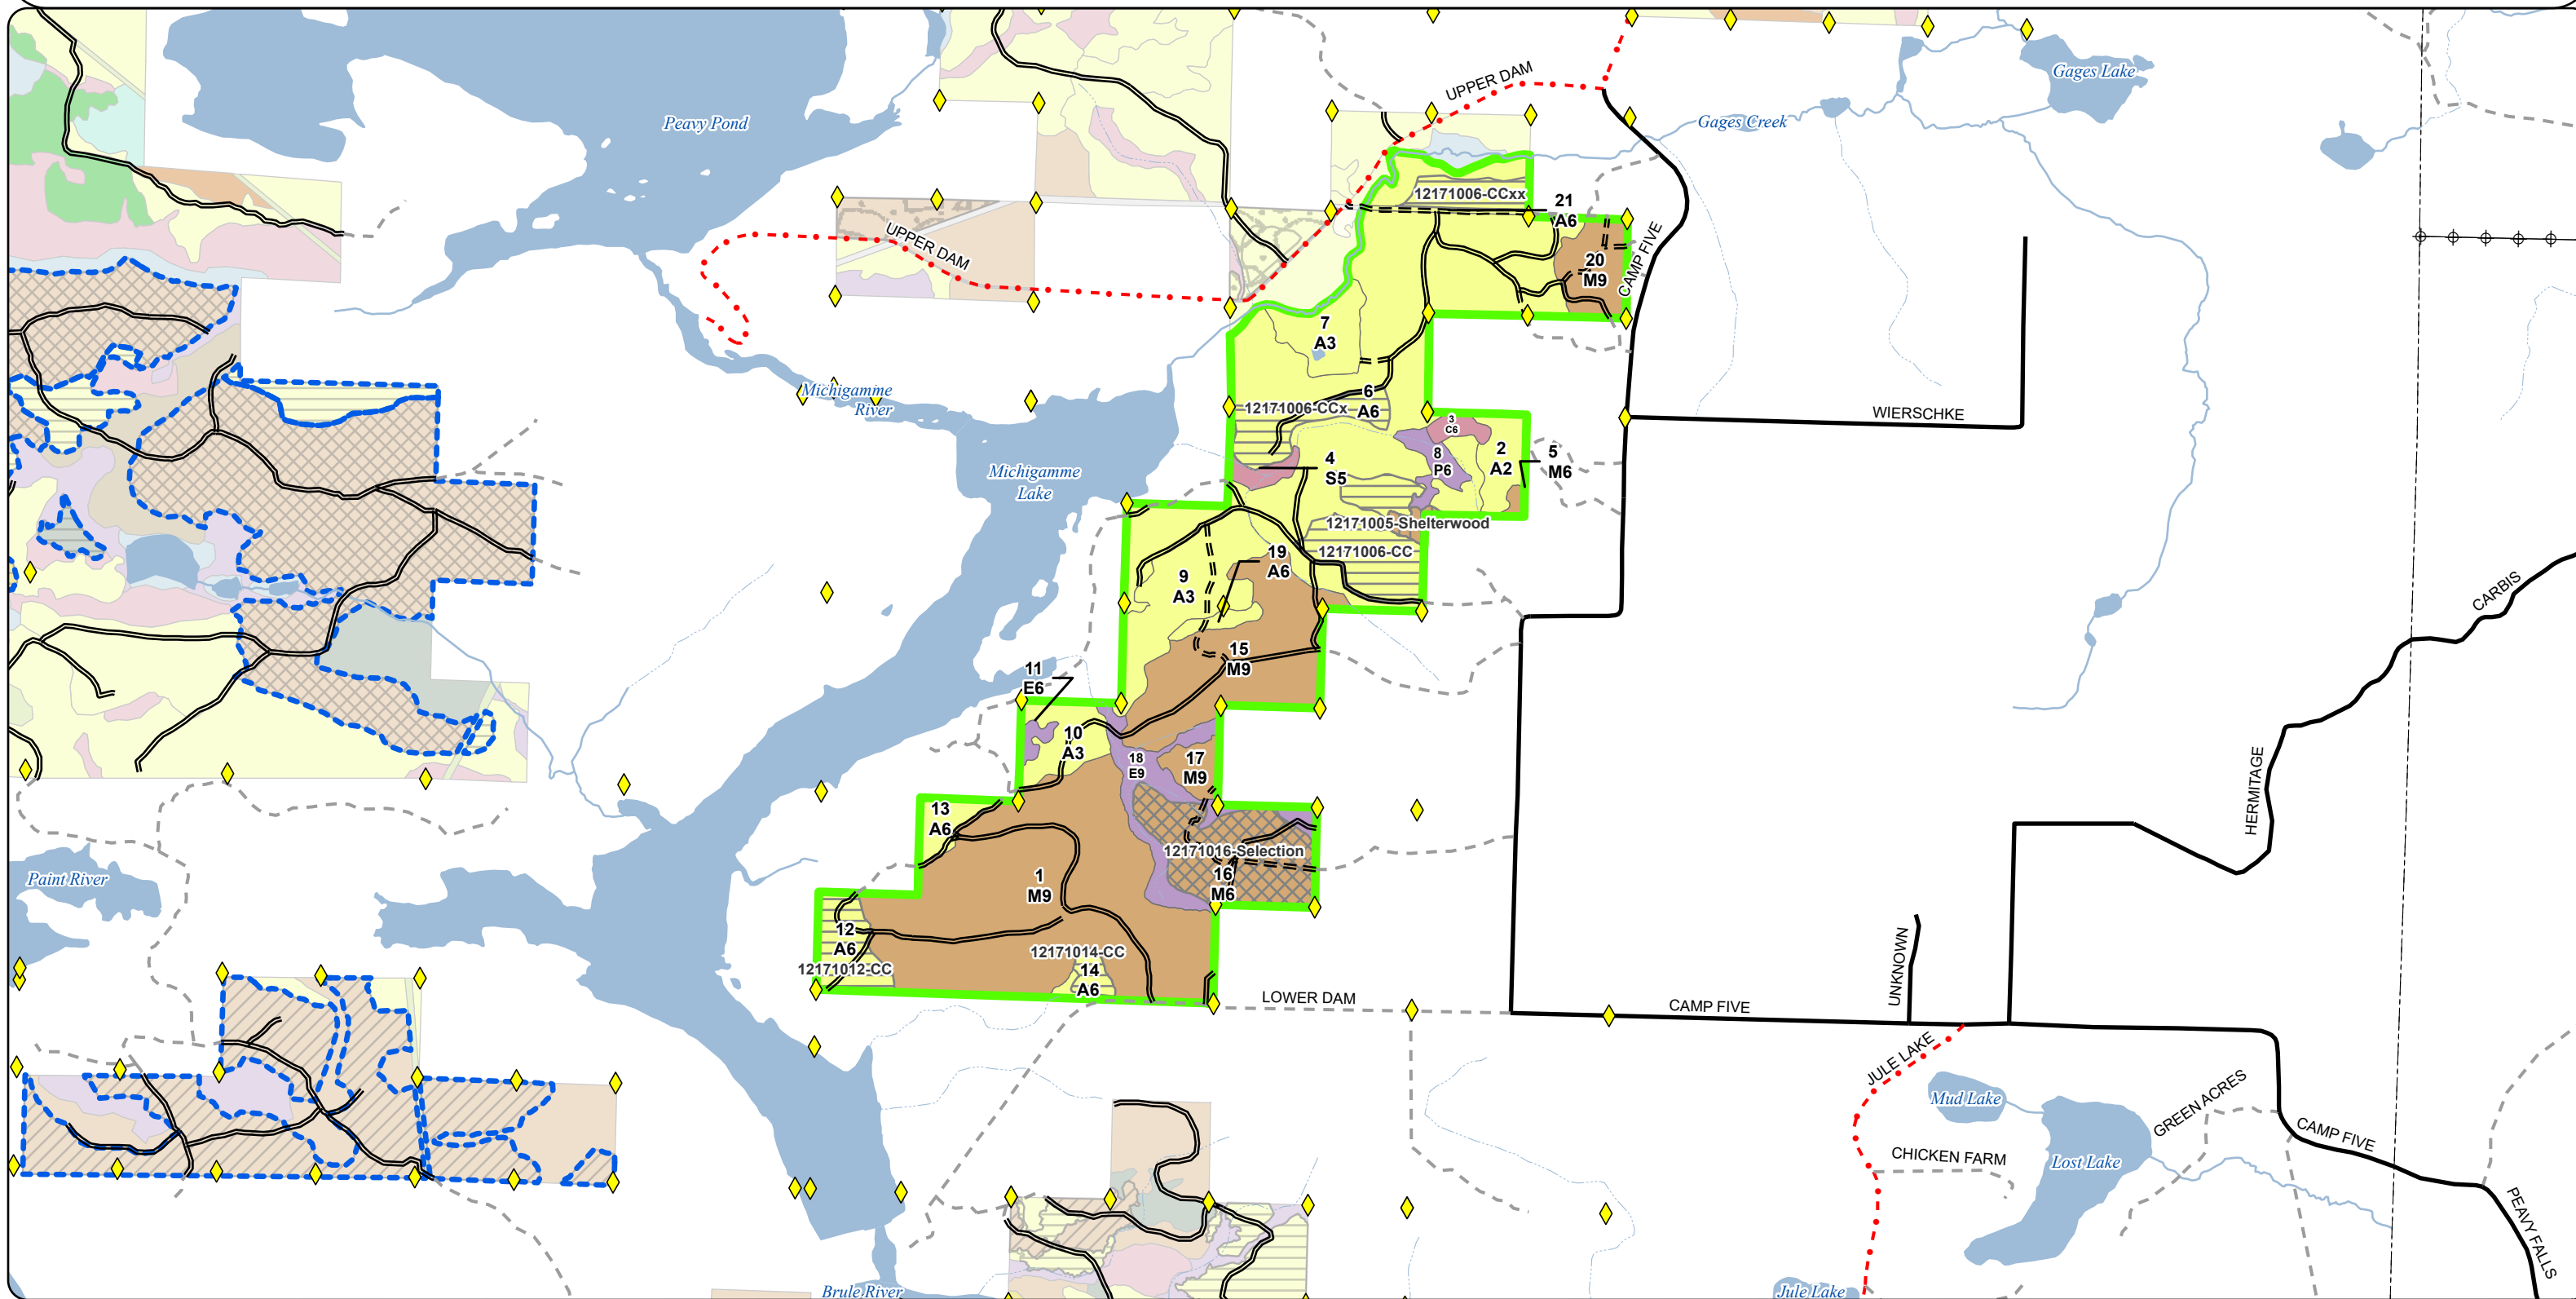 Gages Lake
UPPER DAM
Peavy Pond
Gages Creek
12171006-CCxx
21
A6
UPPER DAM
CAMP FIVE
20
M9
7
A3
Michigamme
River
6
A6
12171006-CCx
WIERSCHKE
3
C6
2
A2
8
P6
5
M6
4
S5
Michigamme
Lake
12171005-Shelterwood
12171006-CC
19
A6
9
A3
CARBIS
15
M9
11
E6
10
A3
18
E9
17
M9
HERMITAGE
13
A6
12171016-Selection
Paint River
1
M9
16
M6
12
A6
12171014-CC
12171012-CC
14
A6
UNKNOWN
LOWER DAM
CAMP FIVE
JULE LAKE
Mud Lake
GREEN ACRES
CAMP FIVE
CHICKEN FARM
Lost Lake
PEAVY FALLS
Brule River
Jule Lake